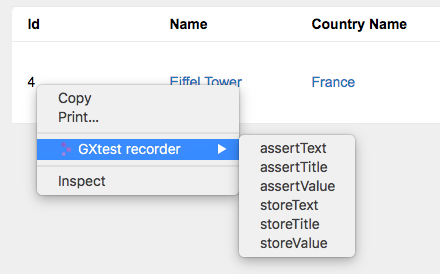 Id Name Country Name
4 Eiffel Tower France
Copy
Print...
GXtest recorder
Inspect
assertText
assertTitle
assertValue
storeText
storeTitle
storeValue